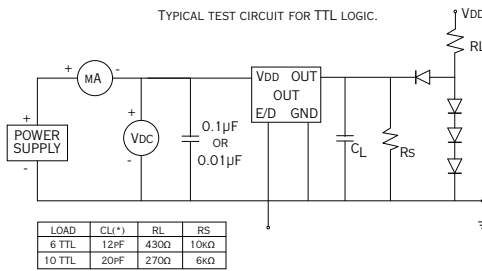 TYPICAL TEST CIRCUIT FOR TTL LOGIC.
VDD
RL
+ MA -
VDD OUT
OUT
E/D GND
+
POWER
SUPPLY
-
+
VDC
-
0.1µF
OR
0.01µF
CL
RS
LOAD CL(*) RL RS
6 TTL 12PF 430Ω 10KΩ
10 TTL 20PF 270Ω 6KΩ